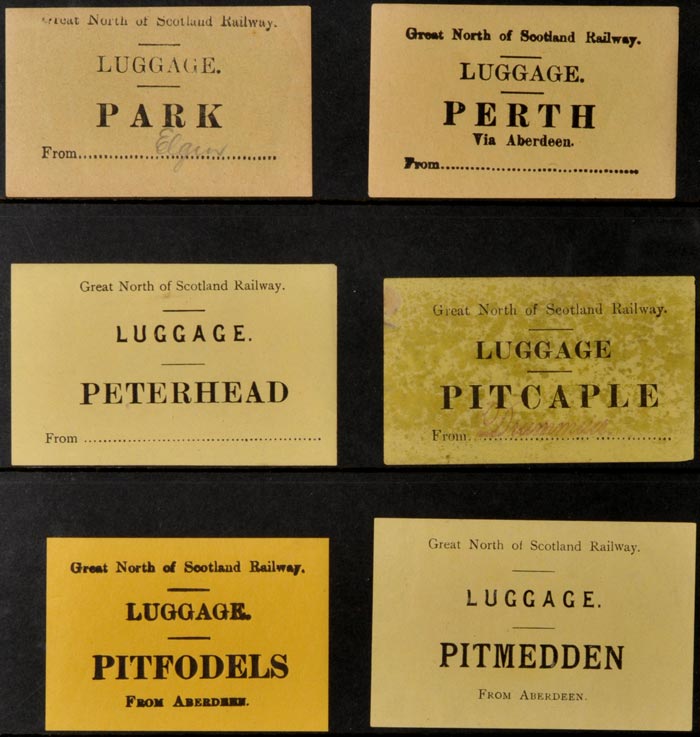 Great North of Scotland Railway.
LUGGAGE.
PARK
From Elgin
Great North of Scotland Railway.
LUGGAGE.
PERTH
Via Aberdeen.
From
Great North of Scotland Railway.
LUGGAGE.
PETERHEAD
From
Great North of Scotland Railway.
LUGGAGE
PITCAPLE
From
Great North of Scotland Railway.
LUGGAGE.
PITFODELS
FROM ABERDEEN.
Great North of Scotland Railway.
LUGGAGE.
PITMEDDEN
FROM ABERDEEN.